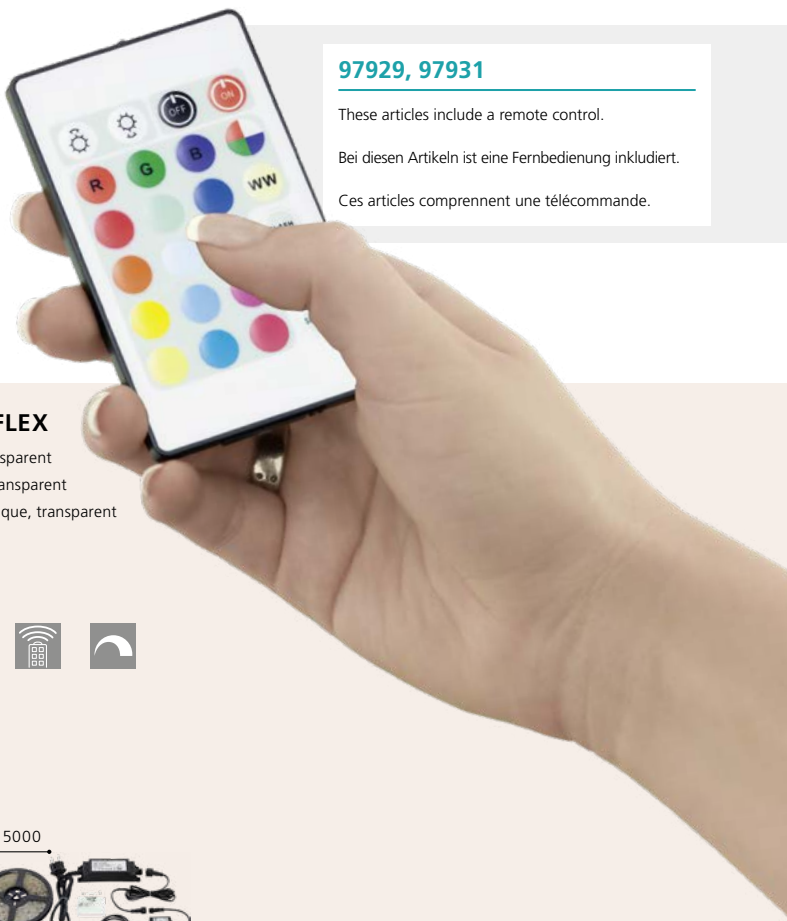 97929, 97931
These articles include a remote control.
Bei diesen Artikeln ist eine Fernbedienung inkludiert.
Ces articles comprennent une télécommande.
OFF
ON
R
G
B
WW
FLEX
sparent
ansparent
que, transparent
5000